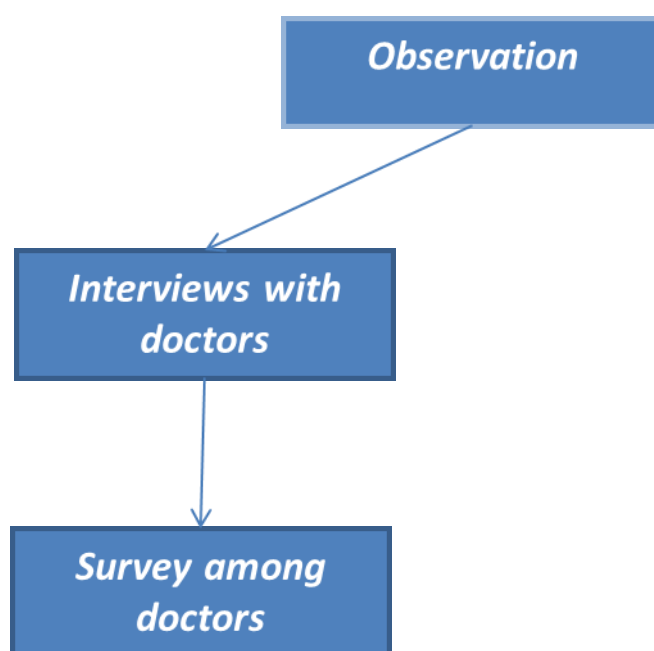 Observation
Interviews with
doctors
Survey among
doctors